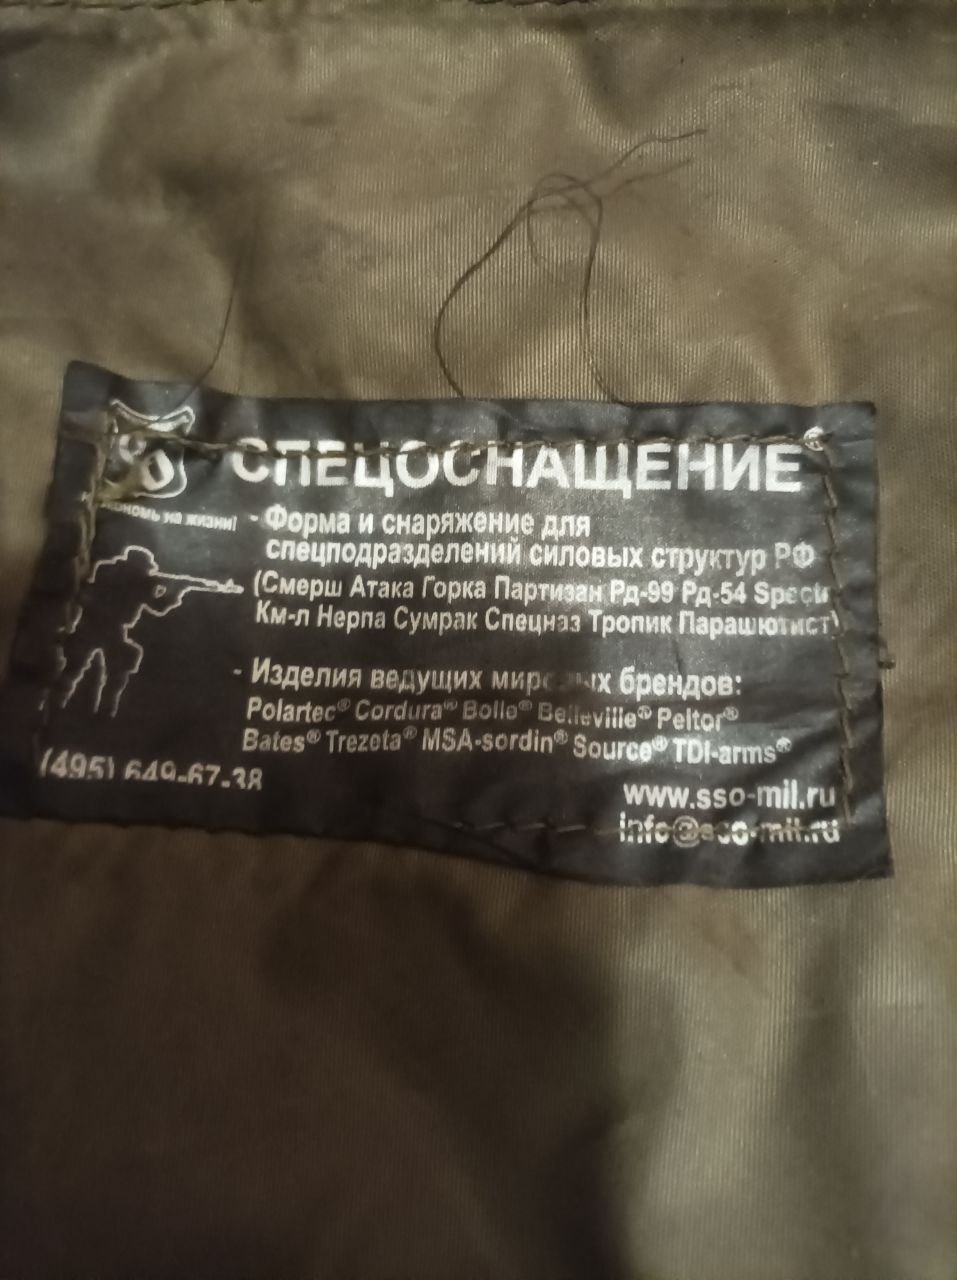 СПЕЦОСНАЩЕНИЕ®
на жизни!
- Форма и снаряжение для
спецподразделений силовых структур РФ
(Смерш Атака Горка Партизан Рд-99 Рд-54
Км-л Нерпа Сумрак Спецназ Тропик Парашютист)
- Изделия ведущих брендов:
Polartec® Cordura® Bolle® Belleville® Peltor®
Bates® Trezeta® MSA-sordin® Source® TDI-arms®
(495) 649-67-38
www.sso-mil.ru
info@sso-mil.ru